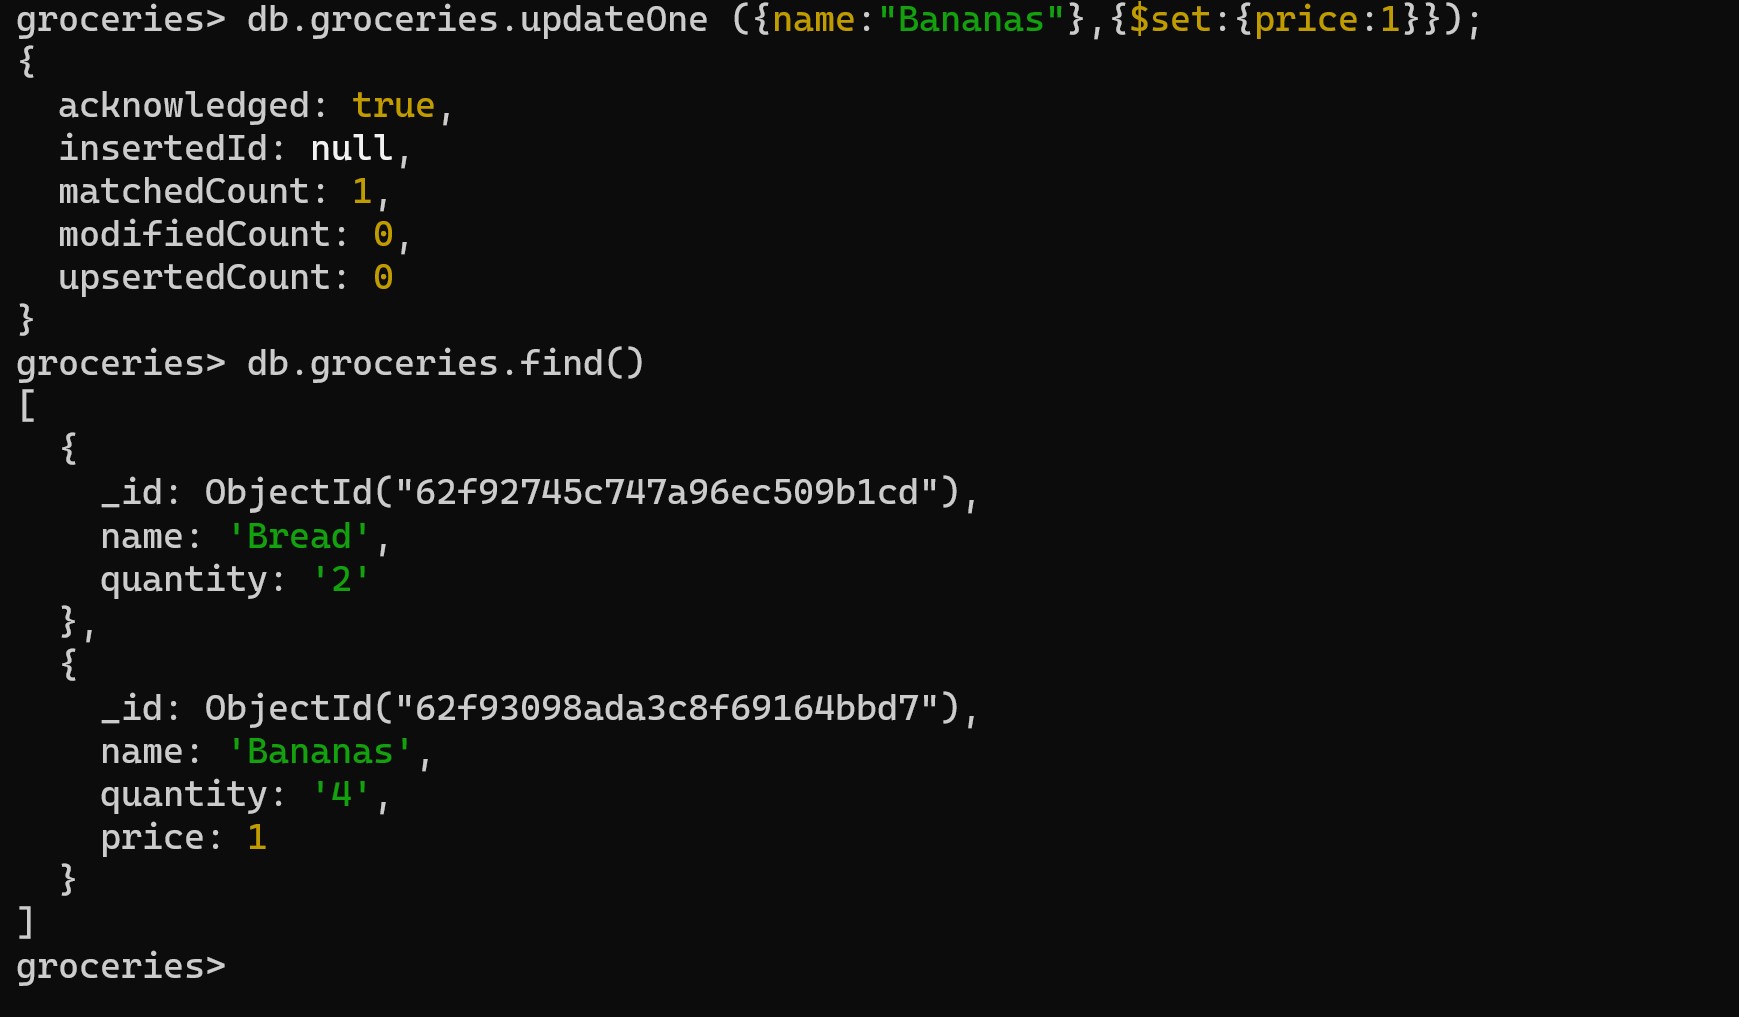 groceries> db.groceries.updateOne ({name:"Bananas"},{$set:{price:1}});
{
  acknowledged: true,
  insertedId: null,
  matchedCount: 1,
  modifiedCount: 0,
  upsertedCount: 0
}
groceries> db.groceries.find()
[
  {
    _id: ObjectId("62f92745c747a96ec509b1cd"),
    name: 'Bread',
    quantity: '2'
  },
  {
    _id: ObjectId("62f93098ada3c8f69164bbd7"),
    name: 'Bananas',
    quantity: '4',
    price: 1
  }
]
groceries>